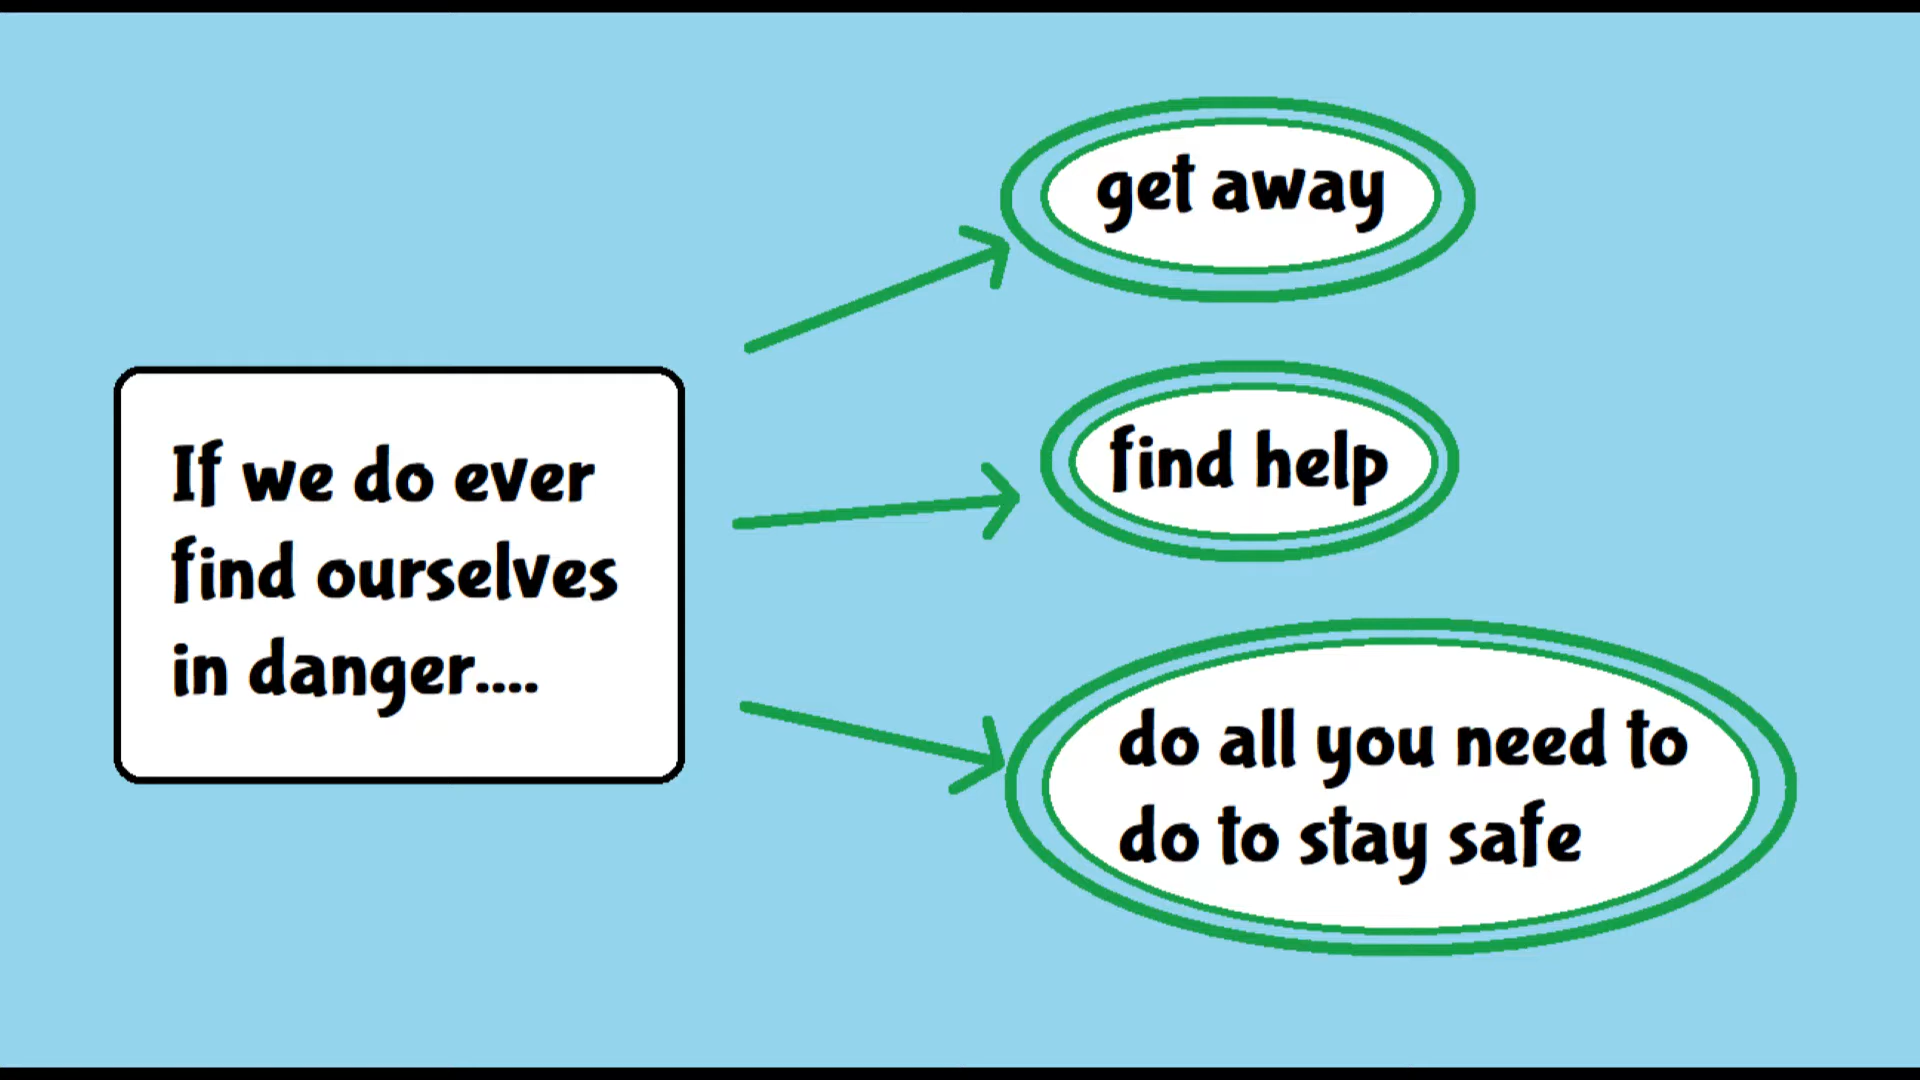 If we do ever
find ourselves
in danger....
get away
find help
do all you need to
do to stay safe